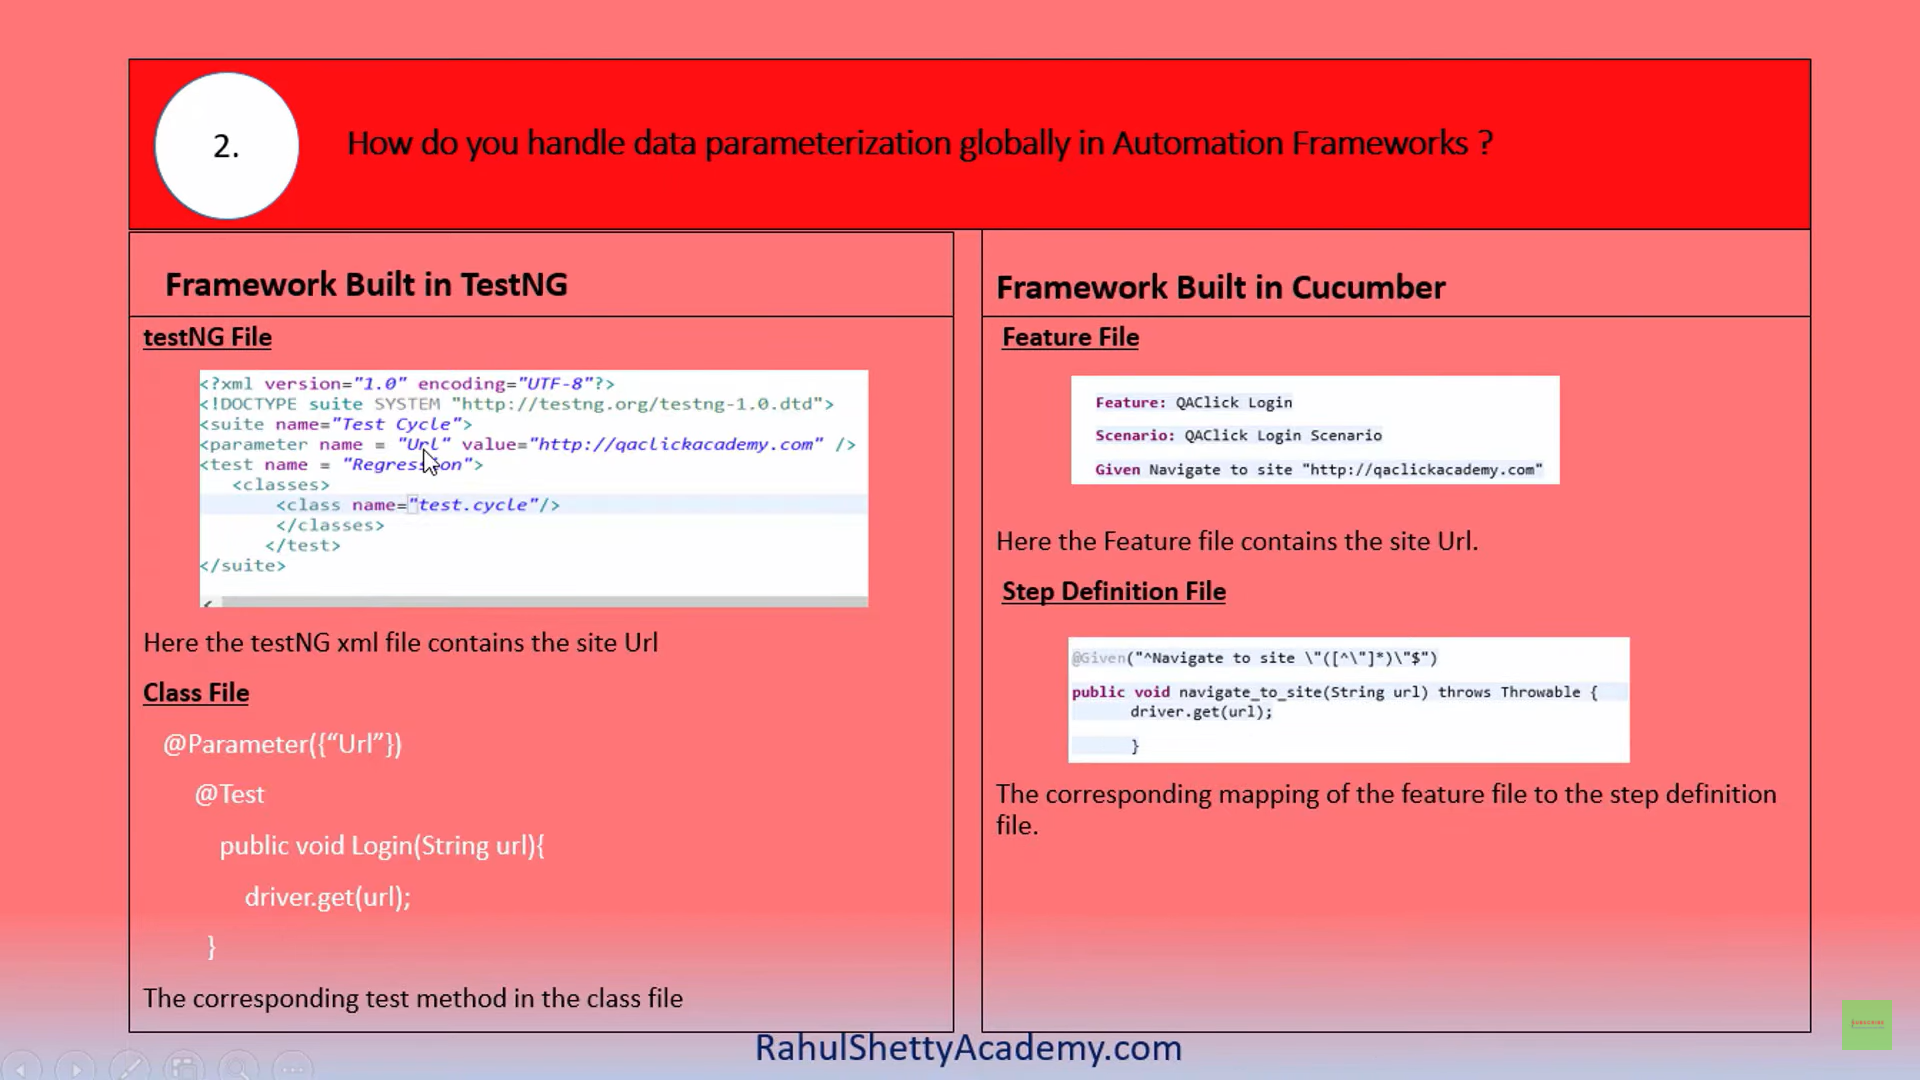 2.
How do you handle data parameterization globally in Automation Frameworks ?
Framework Built in TestNG
testNG File
<?xml version="1.0" encoding="UTF-8"?>
<!DOCTYPE suite SYSTEM "http://testng.org/testng-1.0.dtd">
<suite name="Test Cycle">
<parameter name = "Url" value="http://qaclickacademy.com" />
<test name = "Regression">
<classes>
<class name="test.cycle"/>
</classes>
</test>
</suite>
Here the testNG xml file contains the site Url
Class File
@Parameter({“Url”})
@Test
public void Login(String url){
driver.get(url);
}
The corresponding test method in the class file
Framework Built in Cucumber
Feature File
Feature: QAClick Login
Scenario: QAClick Login Scenario
Given Navigate to site "http://qaclickacademy.com"
Here the Feature file contains the site Url.
Step Definition File
@Given("^Navigate to site \"([^\"]*)\"$")
public void navigate_to_site(String url) throws Throwable {
driver.get(url);
}
The corresponding mapping of the feature file to the step definition
file.
RahulShettyAcademy.com